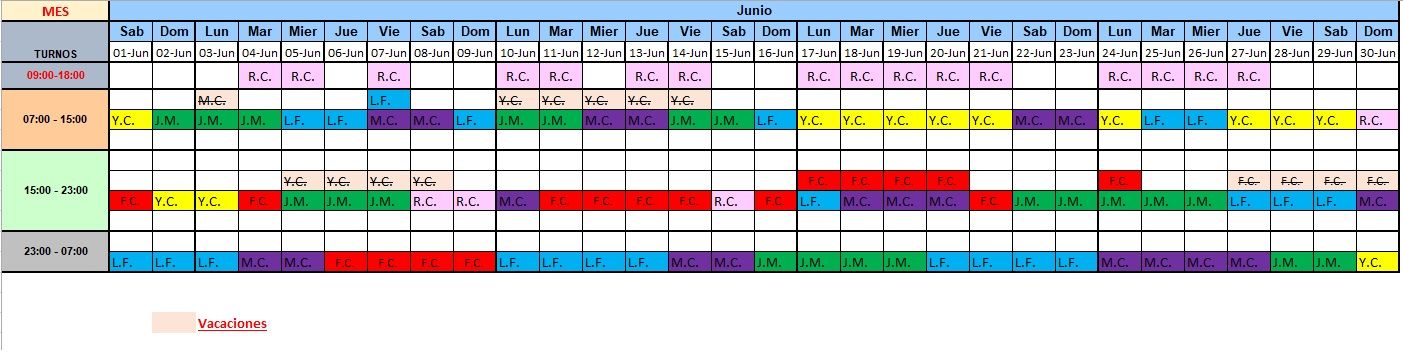 MES Junio
Sab Dom Lun Mar Mier Jue Vie Sab Dom Lun Mar Mier Jue Vie Sab Dom Lun Mar Mier Jue Vie Sab Dom Lun Mar Mier Jue Vie Sab Dom
TURNOS 01-Jun 02-Jun 03-Jun 04-Jun 05-Jun 06-Jun 07-Jun 08-Jun 09-Jun 10-Jun 11-Jun 12-Jun 13-Jun 14-Jun 15-Jun 16-Jun 17-Jun 18-Jun 19-Jun 20-Jun 21-Jun 22-Jun 23-Jun 24-Jun 25-Jun 26-Jun 27-Jun 28-Jun 29-Jun 30-Jun
09:00-18:00 R.C. R.C. R.C. R.C. R.C. R.C. R.C. R.C. R.C. R.C. R.C. R.C. R.C. R.C. R.C. R.C.
M.C. L.F. Y.C. Y.C. Y.C. Y.C. Y.C.
07:00 - 15:00 Y.C. J.M. J.M. J.M. L.F. L.F. M.C. M.C. L.F. J.M. J.M. M.C. M.C. J.M. J.M. L.F. Y.C. Y.C. Y.C. Y.C. Y.C. M.C. M.C. Y.C. L.F. L.F. Y.C. Y.C. Y.C. R.C.
Y.C. Y.C. Y.C. Y.C. F.C. F.C. F.C. F.C. F.C. F.C. F.C. F.C. F.C.
15:00 - 23:00 F.C. Y.C. Y.C. F.C. J.M. J.M. J.M. R.C. R.C. M.C. F.C. F.C. F.C. F.C. R.C. F.C. L.F. M.C. M.C. M.C. F.C. J.M. J.M. J.M. J.M. J.M. L.F. L.F. L.F. M.C.
23:00 - 07:00 L.F. L.F. L.F. M.C. M.C. F.C. F.C. F.C. F.C. L.F. L.F. L.F. L.F. M.C. M.C. J.M. J.M. J.M. J.M. L.F. L.F. L.F. L.F. M.C. M.C. M.C. M.C. J.M. J.M. Y.C.
Vacaciones